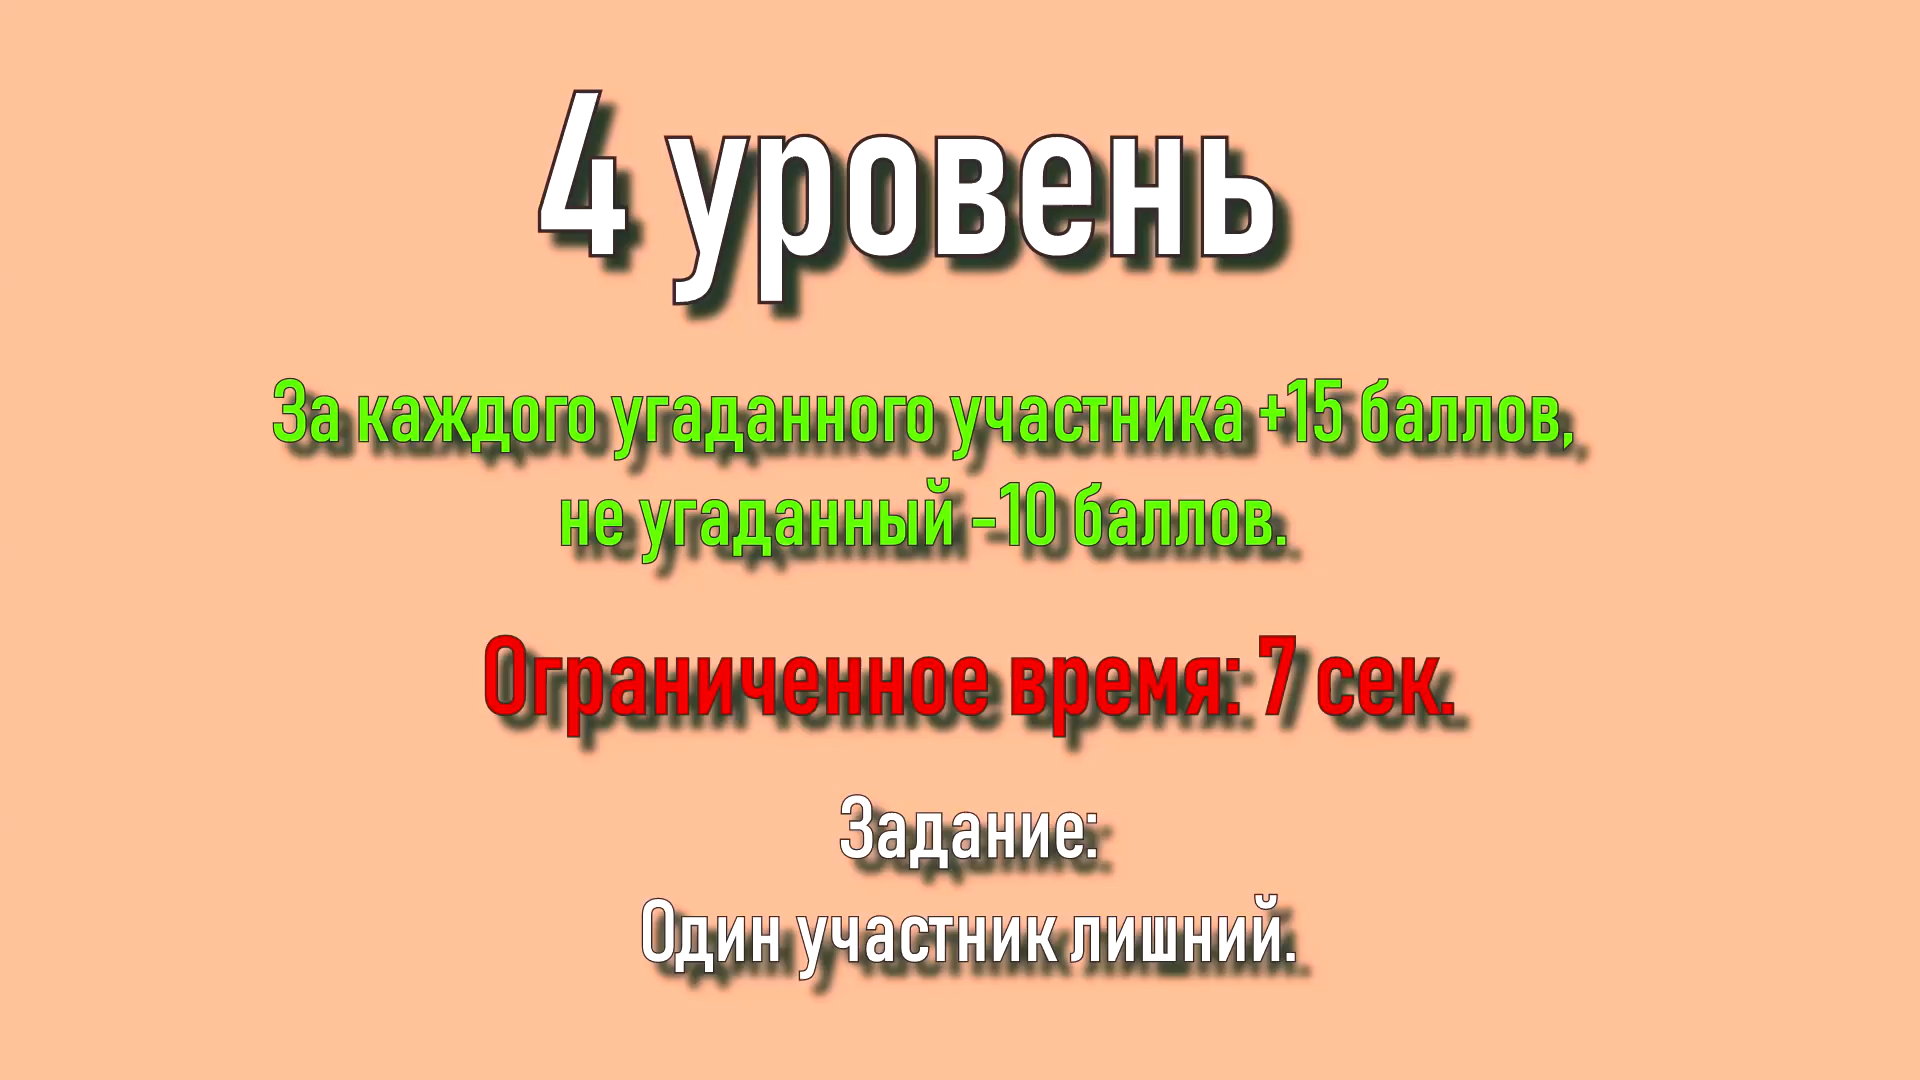 4 уровень
За каждого угаданного участника +15 баллов,
не угаданный -10 баллов.
Ограниченное время: 7 сек.
Задание:
Один участник лишний.